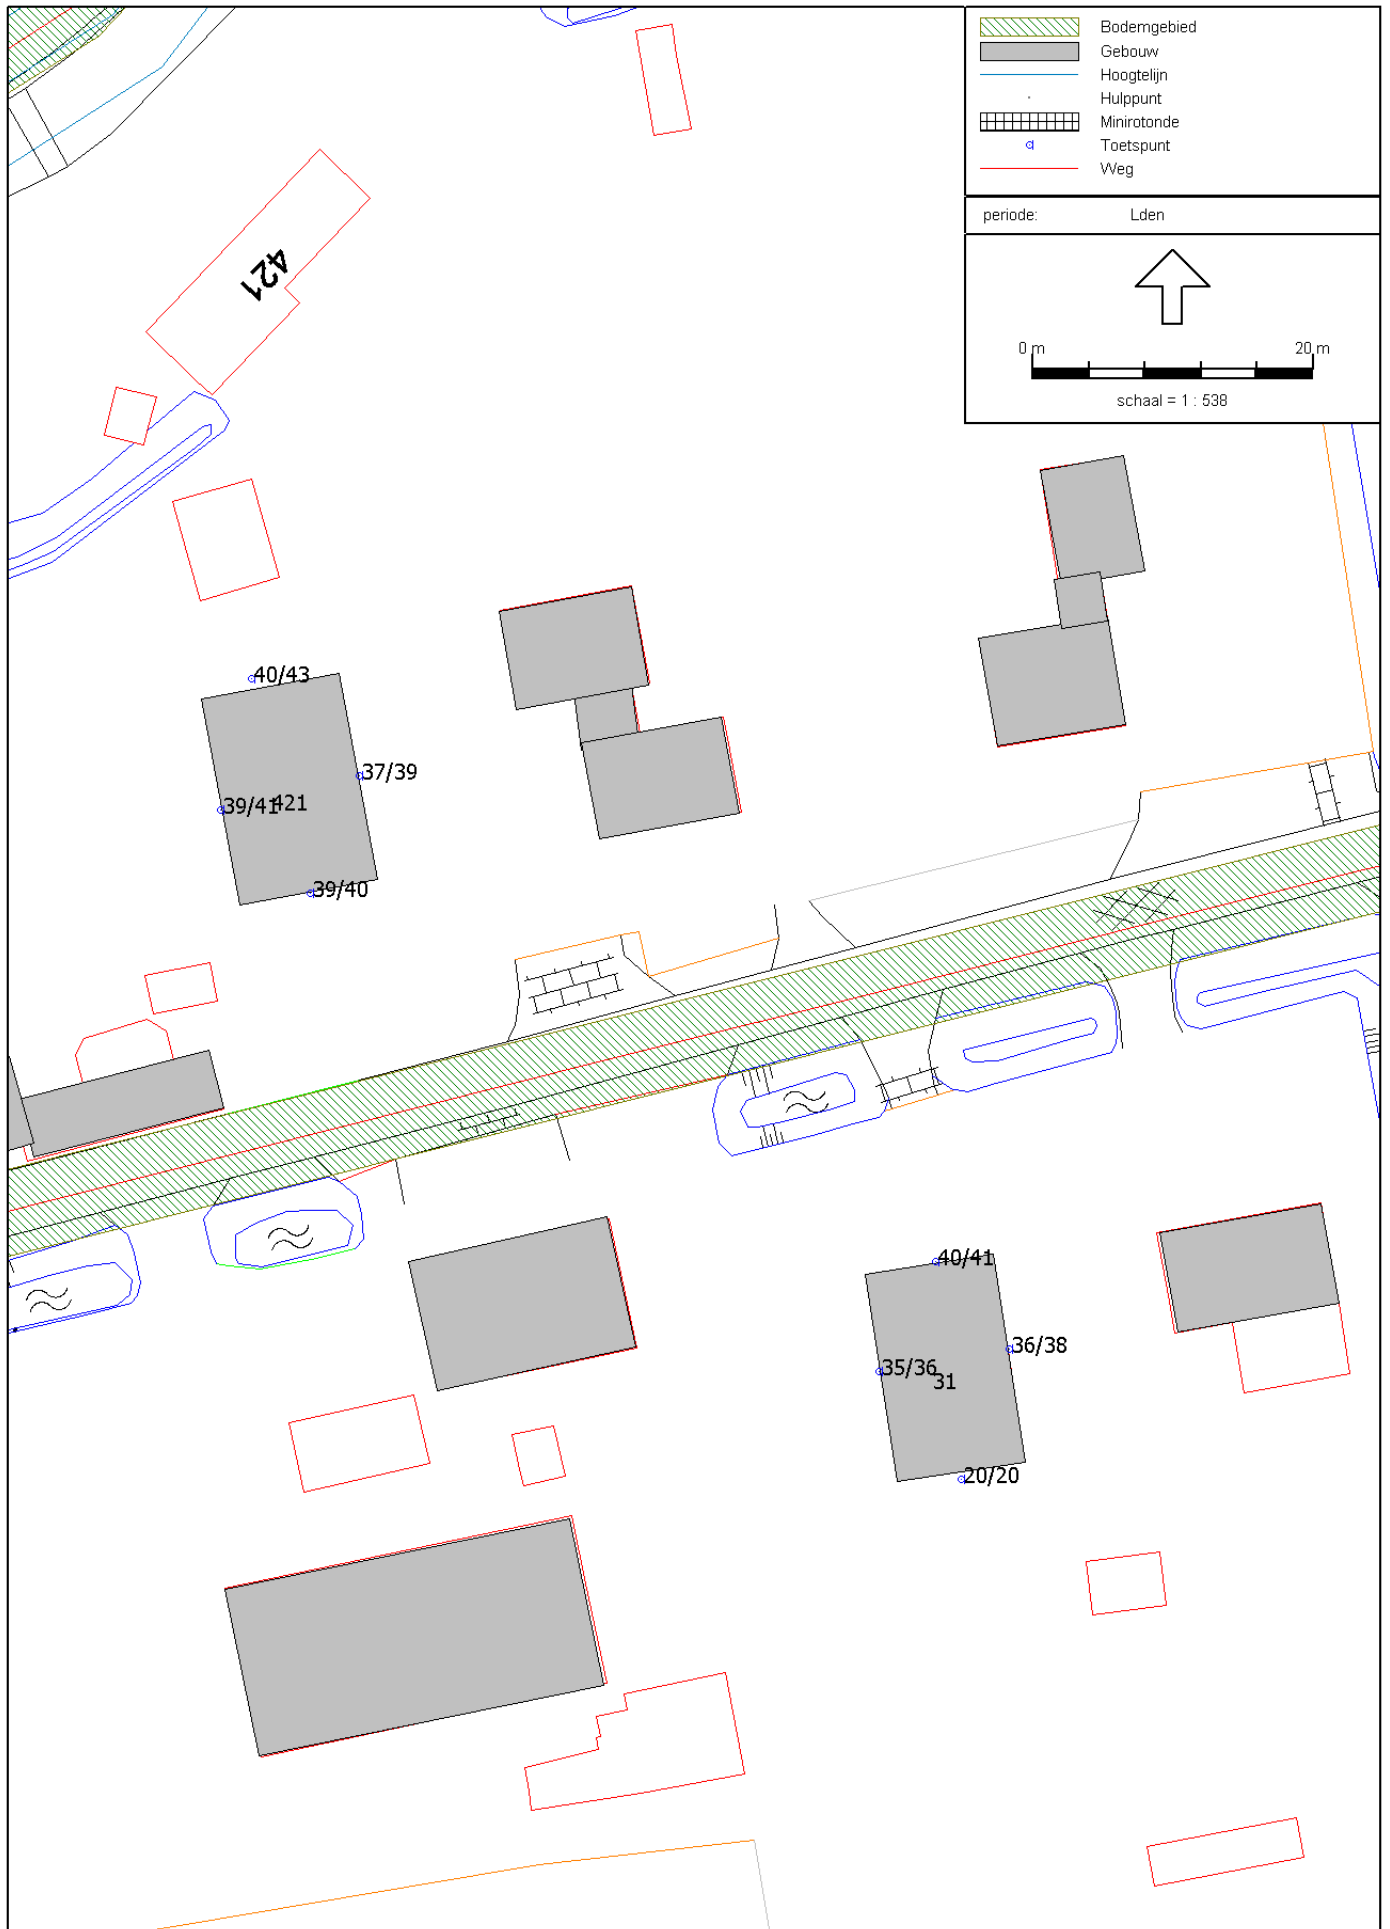 Bodemgebied
Gebouw
Hoogtelijn
Hulppunt
Minirotonde
Toetspunt
Weg
periode: Lden
0 m 20 m
schaal = 1 : 538
421
40/43
37/39
39/41 421
39/40
40/41
36/38
35/36
31
20/20